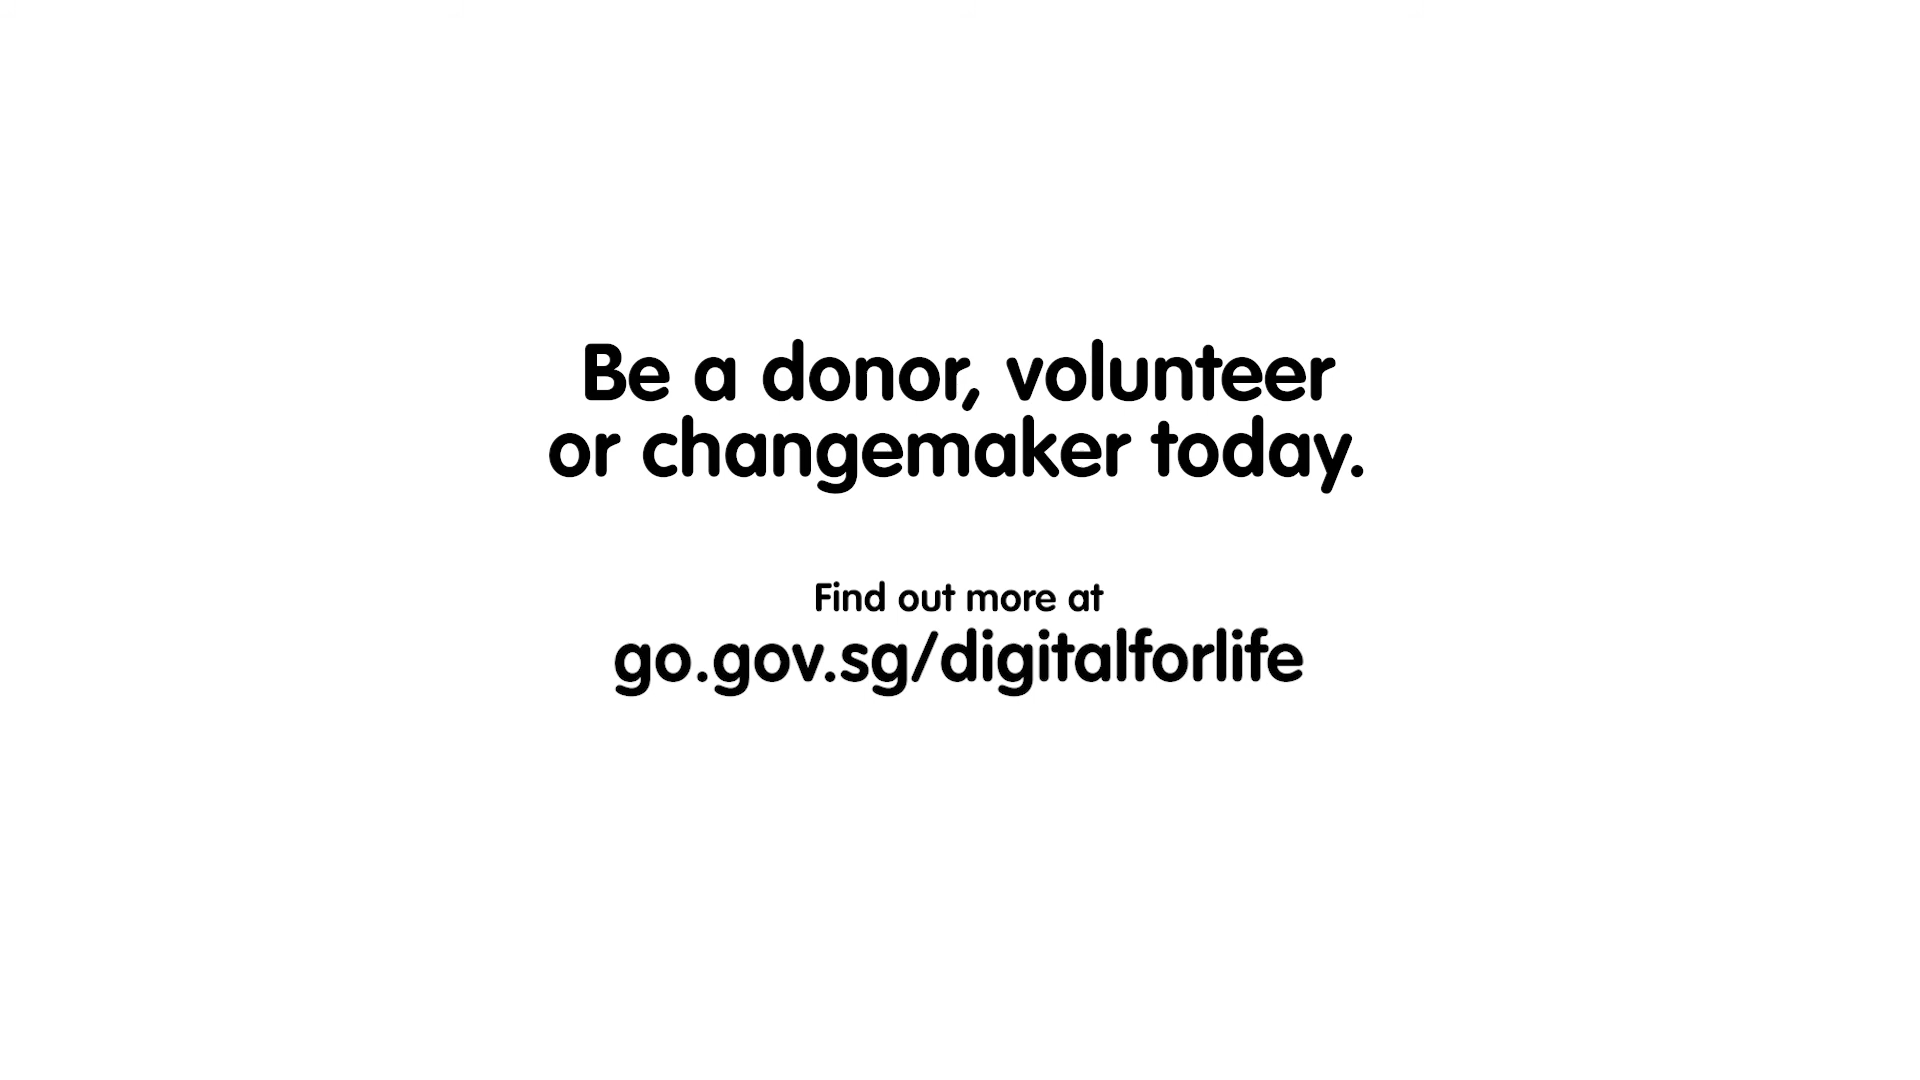 Be a donor, volunteer
or changemaker today.
Find out more at
go.gov.sg/digitalforlife